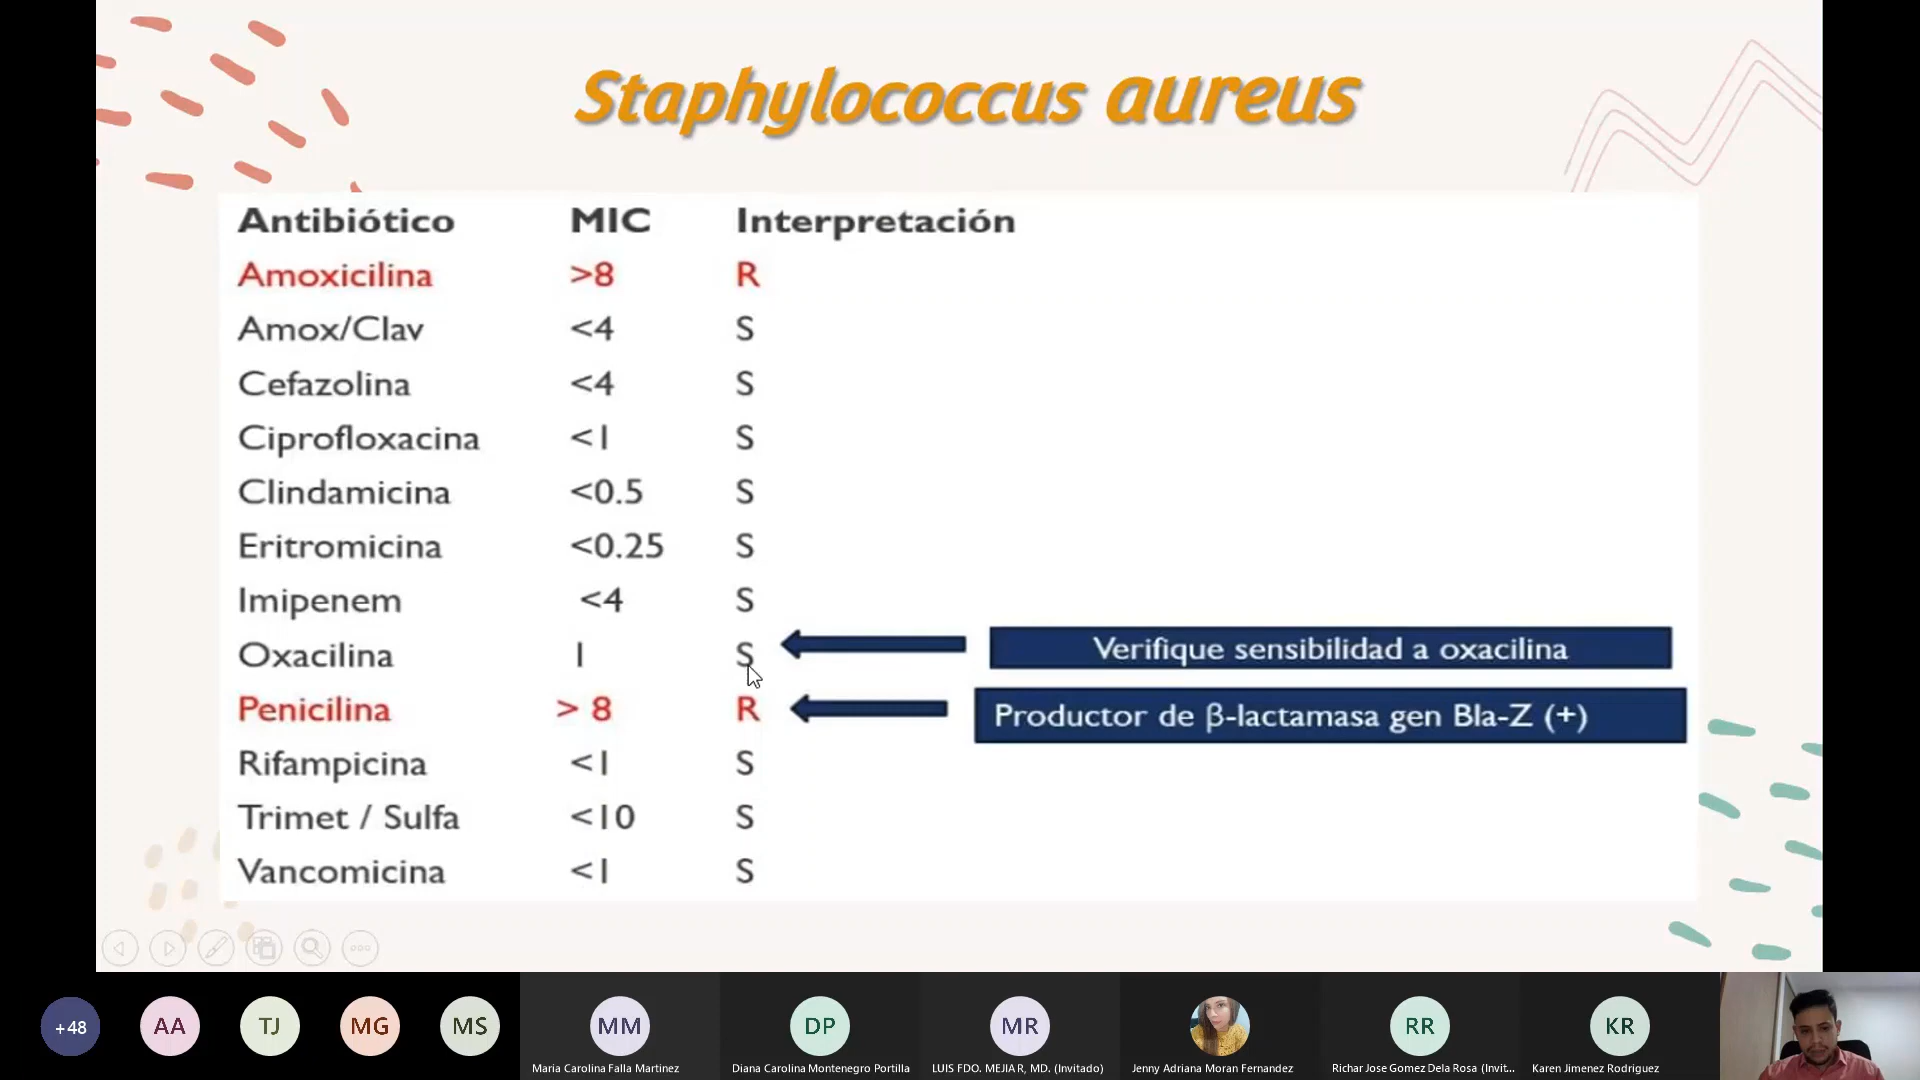 Staphylococcus aureus
Antibiótico MIC Interpretación
Amoxicilina >8 R
Amox/Clav <4 S
Cefazolina <4 S
Ciprofloxacina <1 S
Clindamicina <0.5 S
Eritromicina <0.25 S
Imipenem <4 S
Oxacilina 1 S Verifique sensibilidad a oxacilina
Penicilina > 8 R Productor de β-lactamasa gen Bla-Z (+)
Rifampicina <1 S
Trimet / Sulfa <10 S
Vancomicina <1 S
+48 AA TJ MG MS MM DP MR RR KR
Maria Carolina Falla Martinez Diana Carolina Montenegro Portilla LUIS FDO. MEJIA R, MD. (Invitado) Jenny Adriana Moran Fernandez Richar Jose Gomez Dela Rosa (Invit... Karen Jimenez Rodriguez